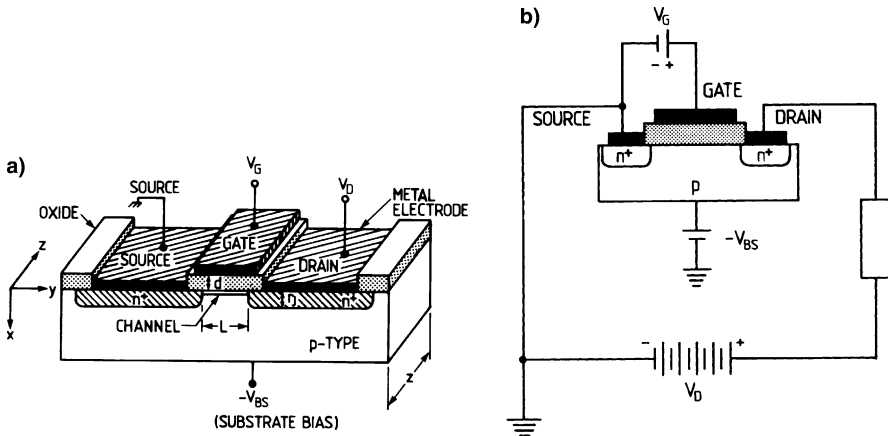 a)
SOURCE
V_G
V_D
METAL
ELECTRODE
OXIDE
GATE
SOURCE
DRAIN
z
y
x
d
n+
n+
CHANNEL
L
p-TYPE
Z
-V_BS
(SUBSTRATE BIAS)
b)
V_G
- +
GATE
SOURCE
DRAIN
n+
n+
p
-V_BS
- +
V_D